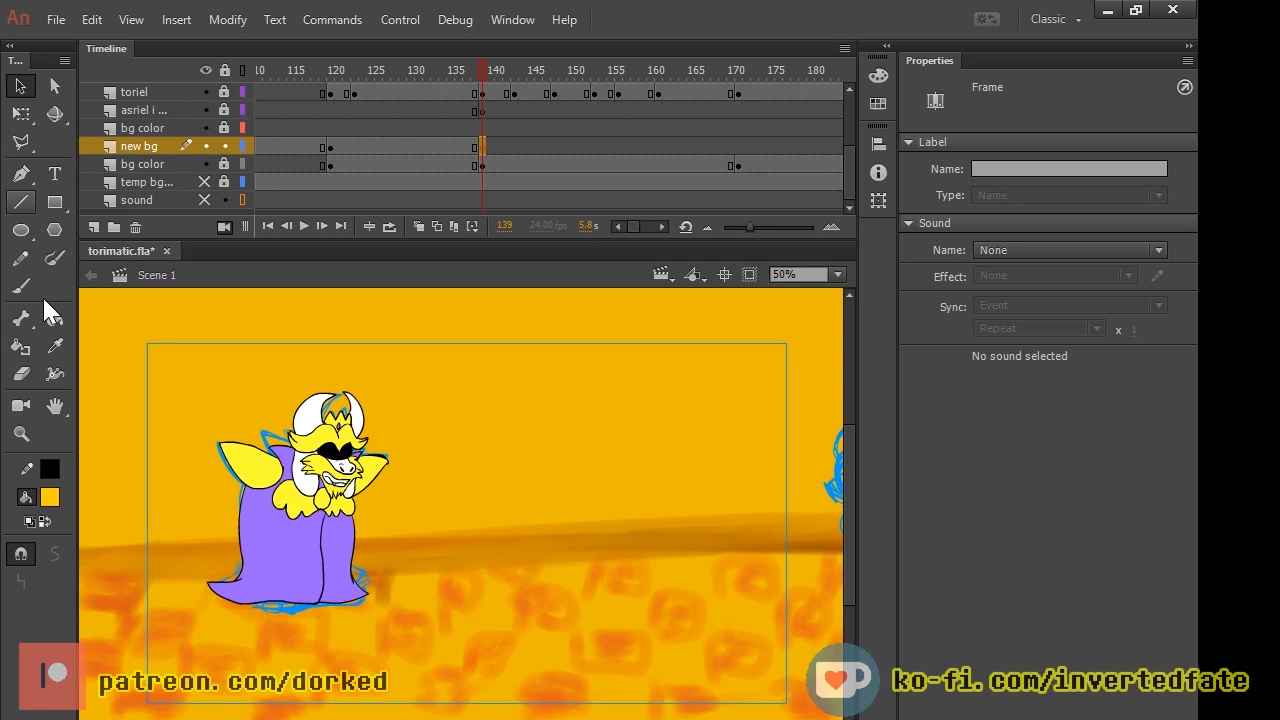 An File Edit View Insert Modify Text Commands Control Debug Window Help Classic
T...
Timeline
Properties
10 115 120 125 130 135 140 145 150 155 160 165 170 175 180
toriel
asriel i ...
bg color
new bg
bg color
temp bg...
sound
139 24.00 fps 5.8 s
torimatic.fla*
Scene 1
50%
Frame
Label
Name:
Type: Name
Sound
Name: None
Effect: None
Sync: Event
Repeat x 1
No sound selected
patreon.com/dorked
ko-fi.com/invertedfate